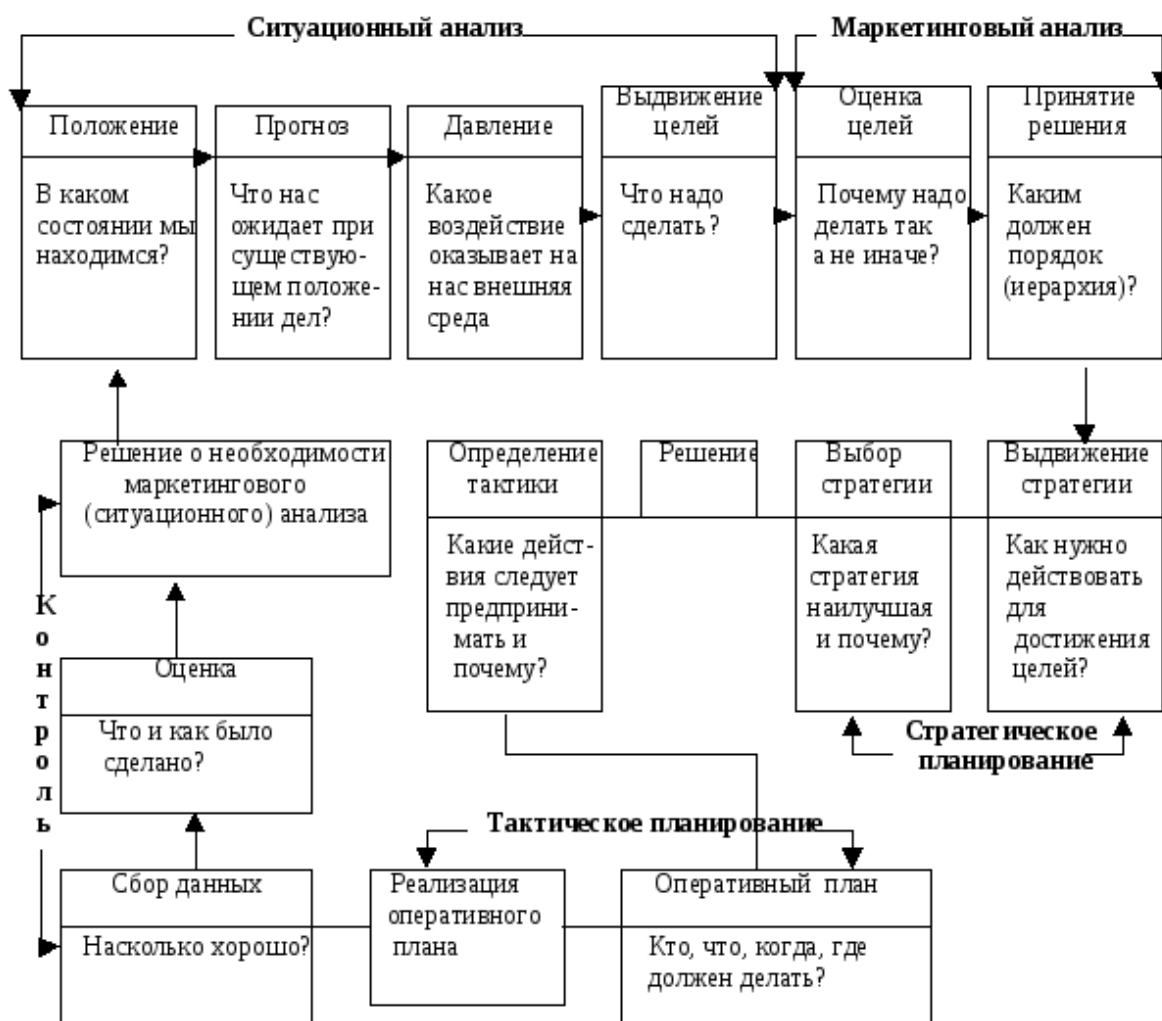 Ситуационный анализ
Маркетинговый анализ
Положение
В каком
состоянии мы
находимся?
Прогноз
Что нас
ожидает при
существую-
щем положе-
нии дел?
Давление
Какое
воздействие
оказывает на
нас внешняя
среда
Выдвижение
целей
Что надо
сделать?
Оценка
целей
Почему надо
делать так
а не иначе?
Принятие
решения
Каким
должен
порядок
(иерархия)?
Решение о необходимости
маркетингового
(ситуационного) анализа
Определение
тактики
Какие дейст-
вия следует
предприни-
мать и
почему?
Решение
Выбор
стратегии
Какая
стратегия
наилучшая
и почему?
Выдвижение
стратегии
Как нужно
действовать
для
достижения
целей?
Контроль
Оценка
Что и как было
сделано?
Стратегическое
планирование
Тактическое планирование
Сбор данных
Насколько хорошо?
Реализация
оперативного
плана
Оперативный план
Кто, что, когда, где
должен делать?